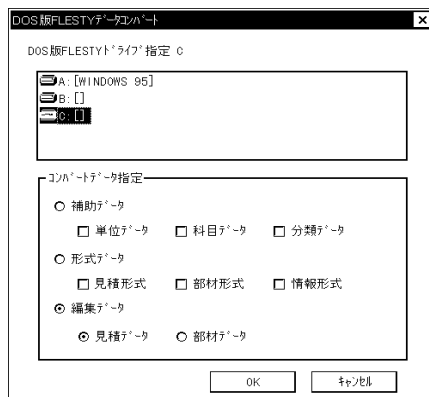 DOS版FLESTYﾃﾞｰﾀｺﾝﾊﾞｰﾄ
DOS版FLESTYﾄﾞﾗｲﾌﾞ指定 C
A:[WINDOWS 95]
B:[]
C:[]
ｺﾝﾊﾞｰﾄﾃﾞｰﾀ指定
補助ﾃﾞｰﾀ
単位ﾃﾞｰﾀ 科目ﾃﾞｰﾀ 分類ﾃﾞｰﾀ
形式ﾃﾞｰﾀ
見積形式 部材形式 情報形式
編集ﾃﾞｰﾀ
見積ﾃﾞｰﾀ 部材ﾃﾞｰﾀ
OK ｷｬﾝｾﾙ